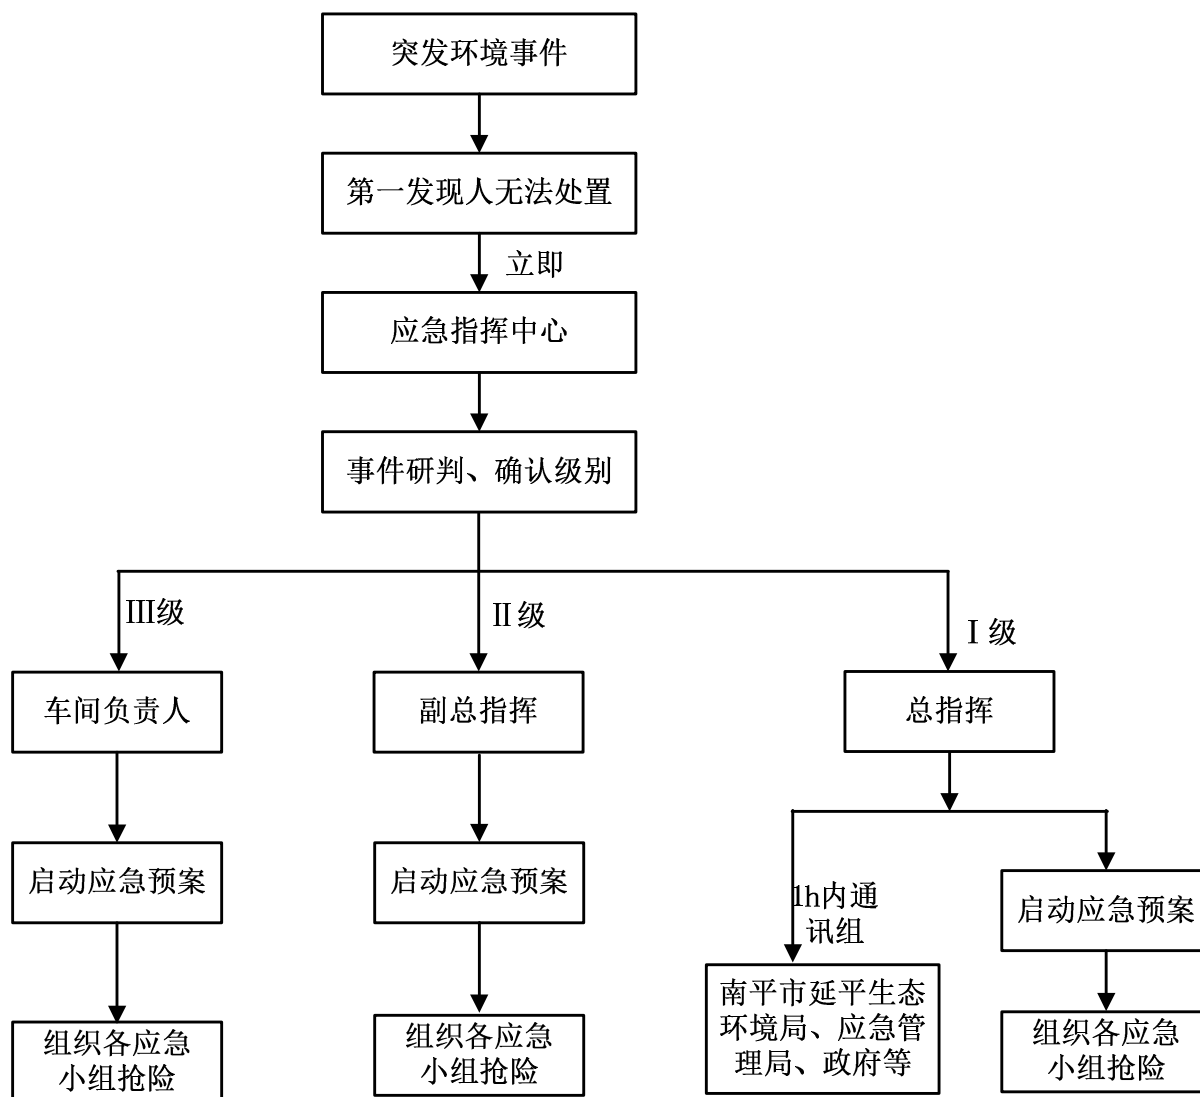 突发环境事件
第一发现人无法处置
立即
应急指挥中心
事件研判、确认级别
Ⅲ级
Ⅱ级
Ⅰ级
车间负责人
副总指挥
总指挥
启动应急预案
启动应急预案
1h内通
讯组
启动应急预案
组织各应急
小组抢险
组织各应急
小组抢险
南平市延平生态
环境局、应急管
理局、政府等
组织各应急
小组抢险